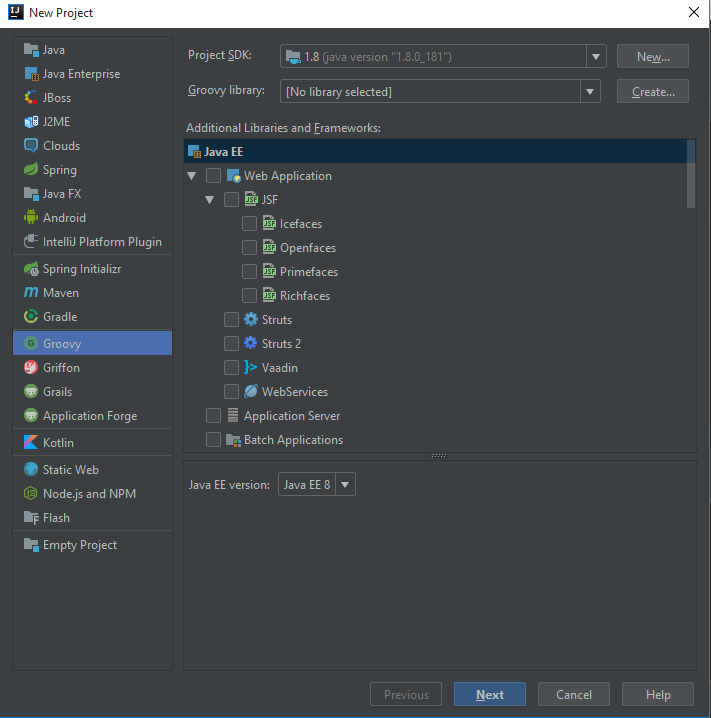 New Project
Java
Java Enterprise
JBoss
J2ME
Clouds
Spring
Java FX
Android
IntelliJ Platform Plugin
Spring Initializr
Maven
Gradle
Groovy
Griffon
Grails
Application Forge
Kotlin
Static Web
Node.js and NPM
Flash
Empty Project
Project SDK: 1.8 (java version "1.8.0_181") New...
Groovy library: [No library selected] Create...
Additional Libraries and Frameworks:
Java EE
Web Application
JSF
Icefaces
Openfaces
Primefaces
Richfaces
Struts
Struts 2
Vaadin
WebServices
Application Server
Batch Applications
Java EE version: Java EE 8
Previous Next Cancel Help